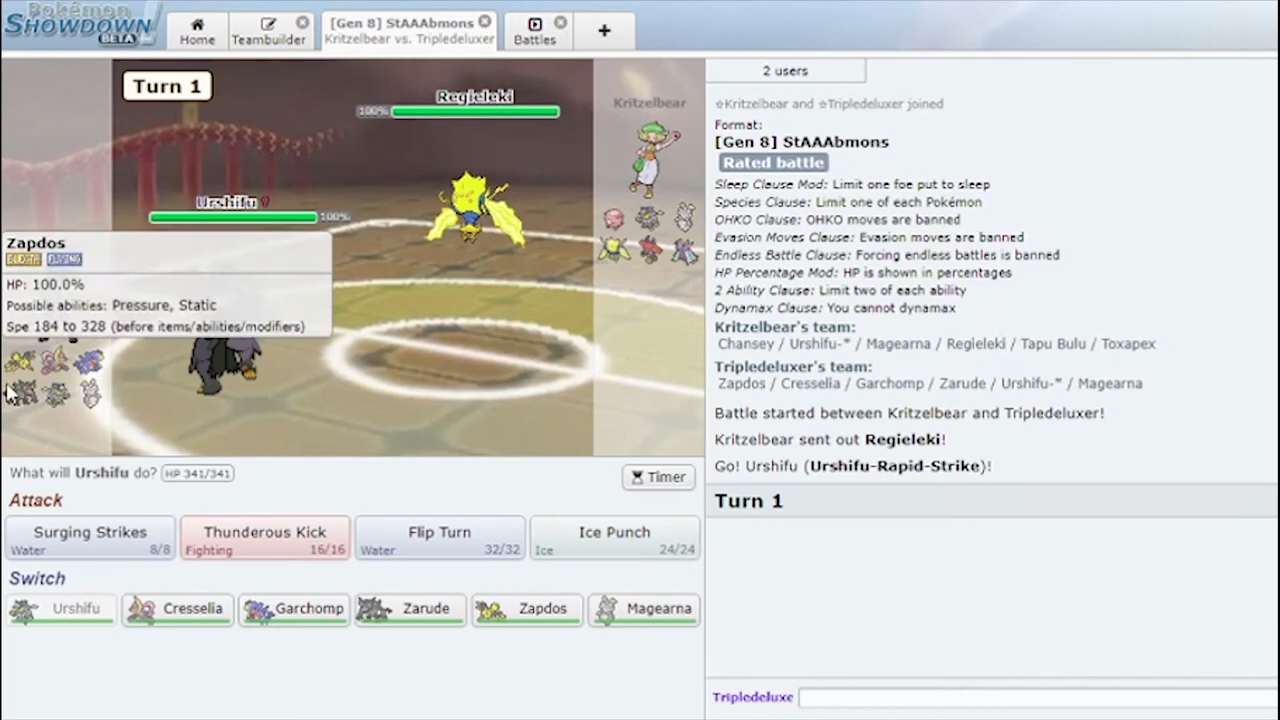 Pokémon
SHOWDOWN
BETA
Home
Teambuilder
[Gen 8] StAAAbmons
Kritzelbear vs. Tripledeluxer
Battles
+
Turn 1
Regieleki
100%
Urshifu
100%
Kritzelbear
Zapdos
FLYING
HP: 100.0%
Possible abilities: Pressure, Static
Spe 184 to 328 (before items/abilities/modifiers)
What will Urshifu do? HP 341/341
Timer
Attack
Surging Strikes
Water 8/8
Thunderous Kick
Fighting 16/16
Flip Turn
Water 32/32
Ice Punch
Ice 24/24
Switch
Urshifu
Cresselia
Garchomp
Zarude
Zapdos
Magearna
2 users
☆Kritzelbear and ☆Tripledeluxer joined
Format:
[Gen 8] StAAAbmons
Rated battle
Sleep Clause Mod: Limit one foe put to sleep
Species Clause: Limit one of each Pokémon
OHKO Clause: OHKO moves are banned
Evasion Moves Clause: Evasion moves are banned
Endless Battle Clause: Forcing endless battles is banned
HP Percentage Mod: HP is shown in percentages
2 Ability Clause: Limit two of each ability
Dynamax Clause: You cannot dynamax
Kritzelbear's team:
Chansey / Urshifu-* / Magearna / Regieleki / Tapu Bulu / Toxapex
Tripledeluxer's team:
Zapdos / Cresselia / Garchomp / Zarude / Urshifu-* / Magearna
Battle started between Kritzelbear and Tripledeluxer!
Kritzelbear sent out Regieleki!
Go! Urshifu (Urshifu-Rapid-Strike)!
Turn 1
Tripledeluxe